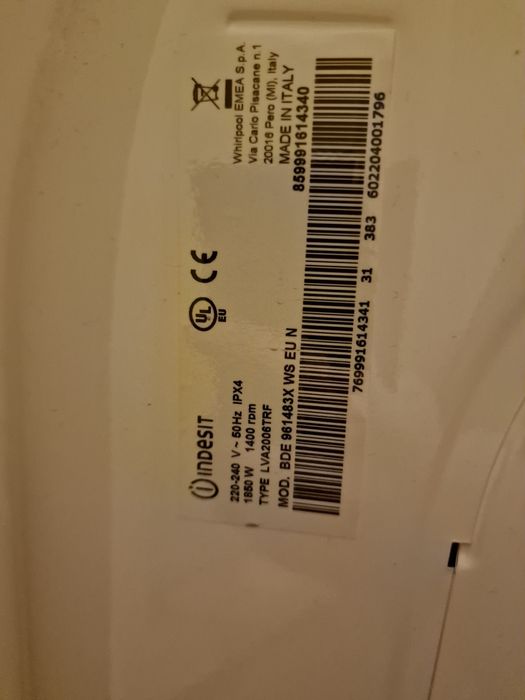 indesit
220-240 V~ 50Hz IPX4
1850 W 1400 rpm
TYPE LVA2006TRF
MOD. BDE 961483X WS EU N
UL
EU
CE
Whirlpool EMEA S.p.A.
Via Carlo Pisacane n.1
20016 Pero (MI), Italy
MADE IN ITALY
859991614340
769991614341 31 383 602204001796